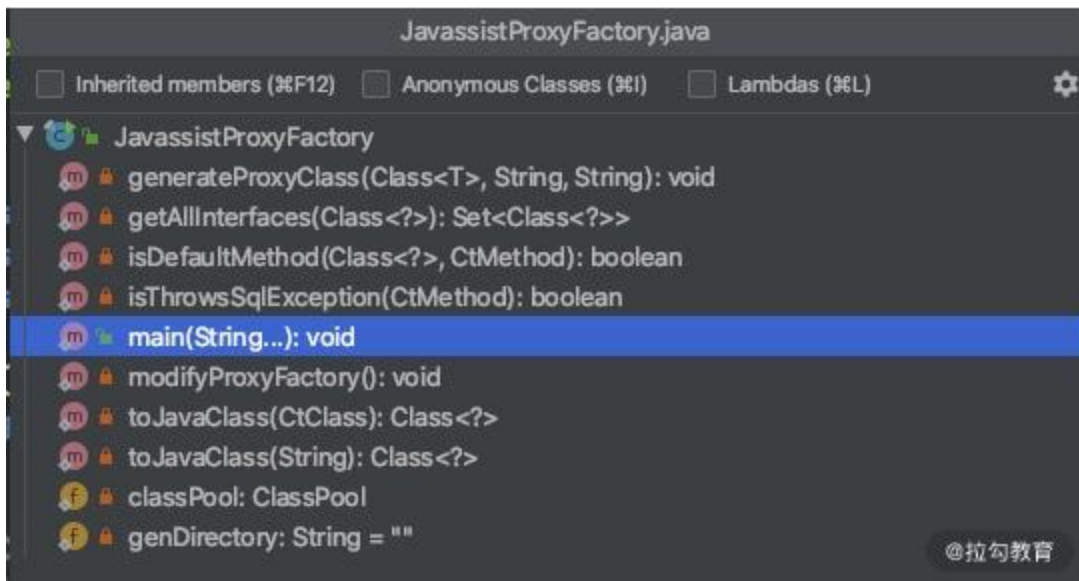 JavassistProxyFactory.java
Inherited members (⌘F12) Anonymous Classes (⌘I) Lambdas (⌘L)
JavassistProxyFactory
generateProxyClass(Class<T>, String, String): void
getAllInterfaces(Class<?>): Set<Class<?>>
isDefaultMethod(Class<?>, CtMethod): boolean
isThrowsSqlException(CtMethod): boolean
main(String...): void
modifyProxyFactory(): void
toJavaClass(CtClass): Class<?>
toJavaClass(String): Class<?>
classPool: ClassPool
genDirectory: String = ""
@拉勾教育